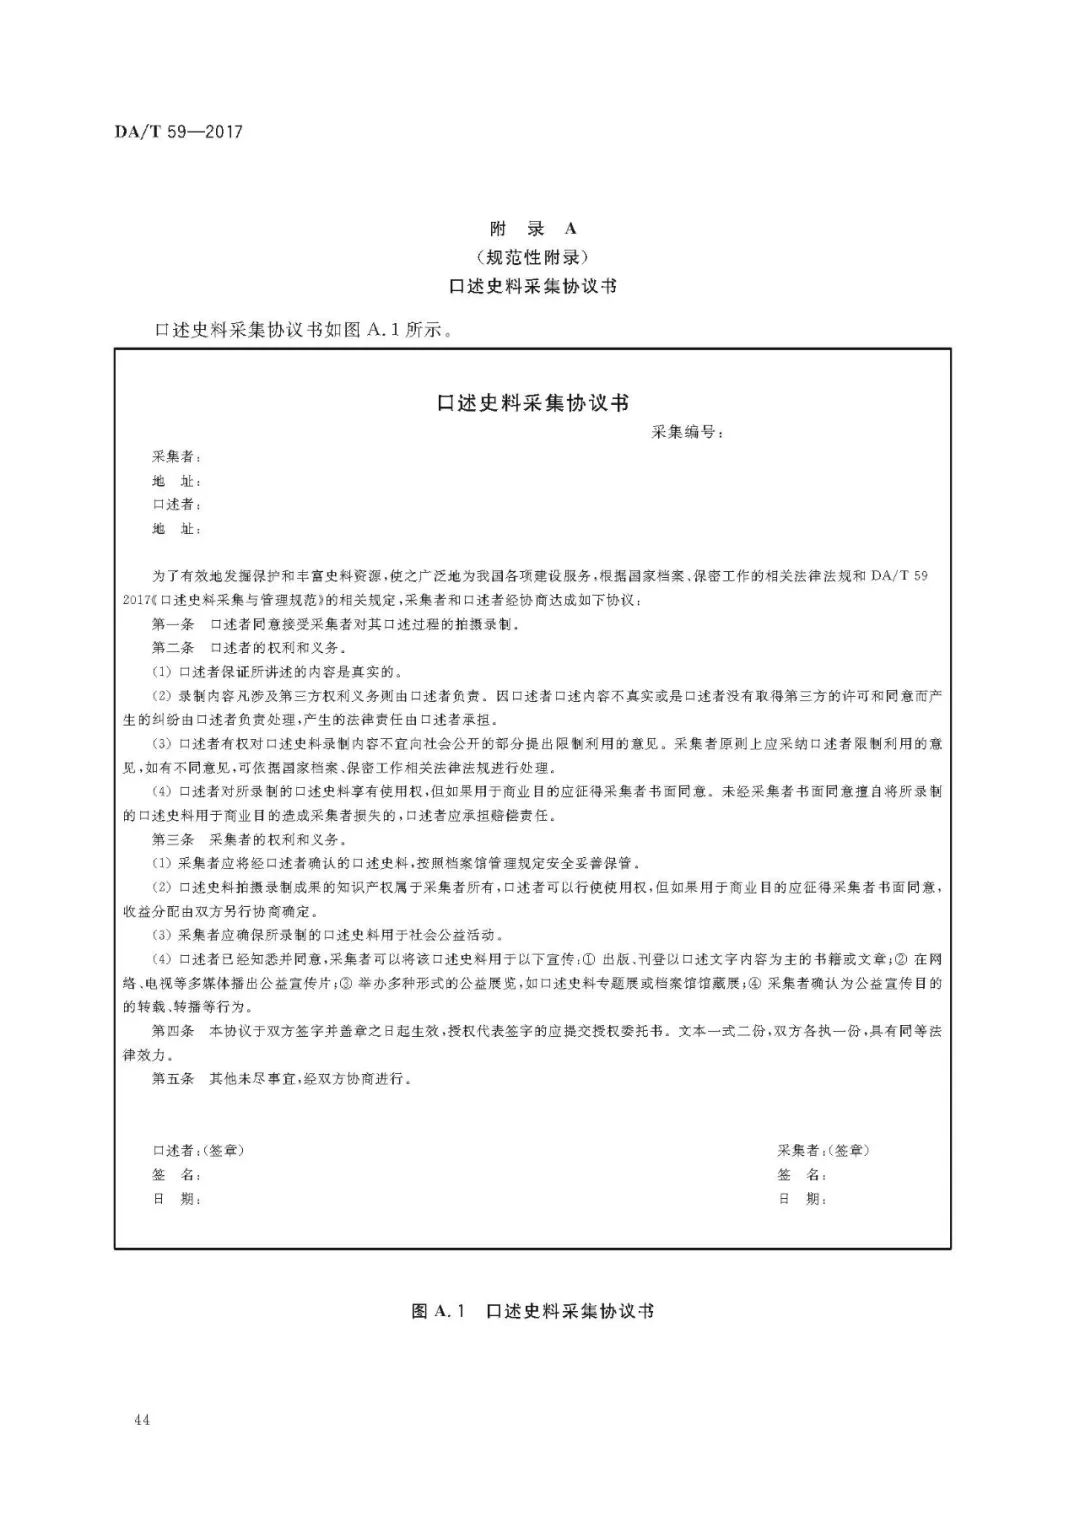 DA/T 59—2017
附 录 A
（规范性附录）
口述史料采集协议书
口述史料采集协议书如图 A.1 所示。
口述史料采集协议书
采集编号：
采集者：
地 址：
口述者：
地 址：
为了有效地发掘保护和丰富史料资源，使之广泛地为我国各项建设服务，根据国家档案、保密工作的相关法律法规和 DA/T 59
2017《口述史料采集与管理规范》的相关规定，采集者和口述者经协商达成如下协议：
第一条 口述者同意接受采集者对其口述过程的拍摄录制。
第二条 口述者的权利和义务。
（1）口述者保证所讲述的内容是真实的。
（2）录制内容凡涉及第三方权利义务则由口述者负责。因口述者口述内容不真实或是口述者没有取得第三方的许可和同意而产
生的纠纷由口述者负责处理，产生的法律责任由口述者承担。
（3）口述者有权对口述史料录制内容不宜向社会公开的部分提出限制利用的意见。采集者原则上应采纳口述者限制利用的意
见，如有不同意见，可依据国家档案、保密工作相关法律法规进行处理。
（4）口述者对所录制的口述史料享有使用权，但如果用于商业目的应征得采集者书面同意。未经采集者书面同意擅自将所录制
的口述史料用于商业目的造成采集者损失的，口述者应承担赔偿责任。
第三条 采集者的权利和义务。
（1）采集者应将经口述者确认的口述史料，按照档案馆管理规定安全妥善保管。
（2）口述史料拍摄录制成果的知识产权属于采集者所有，口述者可以行使使用权，但如果用于商业目的应征得采集者书面同意，
收益分配由双方另行协商确定。
（3）采集者应确保所录制的口述史料用于社会公益活动。
（4）口述者已经知悉并同意，采集者可以将该口述史料用于以下宣传：① 出版、刊登以口述文字内容为主的书籍或文章；② 在网
络、电视等多媒体播出公益宣传片；③ 举办多种形式的公益展览，如口述史料专题展或档案馆馆藏展；④ 采集者确认为公益宣传目的
的转载、转播等行为。
第四条 本协议于双方签字并盖章之日起生效，授权代表签字的应提交授权委托书。文本一式二份，双方各执一份，具有同等法
律效力。
第五条 其他未尽事宜，经双方协商进行。
口述者：（签章） 采集者：（签章）
签 名： 签 名：
日 期： 日 期：
图 A.1 口述史料采集协议书
44